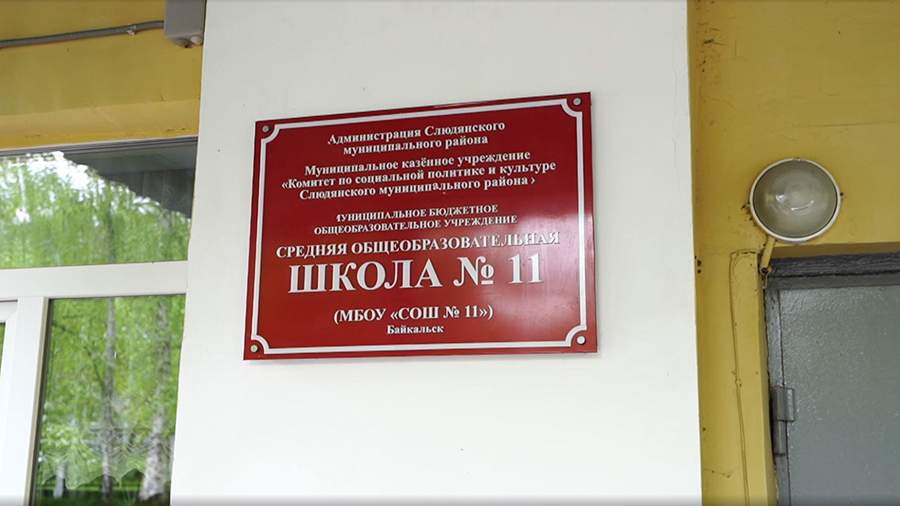 Администрация Слюдянского
муниципального района
Муниципальное казённое учреждение
«Комитет по социальной политике и культуре
Слюдянского муниципального района»
МУНИЦИПАЛЬНОЕ БЮДЖЕТНОЕ
ОБЩЕОБРАЗОВАТЕЛЬНОЕ УЧРЕЖДЕНИЕ
СРЕДНЯЯ ОБЩЕОБРАЗОВАТЕЛЬНАЯ
ШКОЛА № 11
(МБОУ «СОШ № 11»)
Байкальск